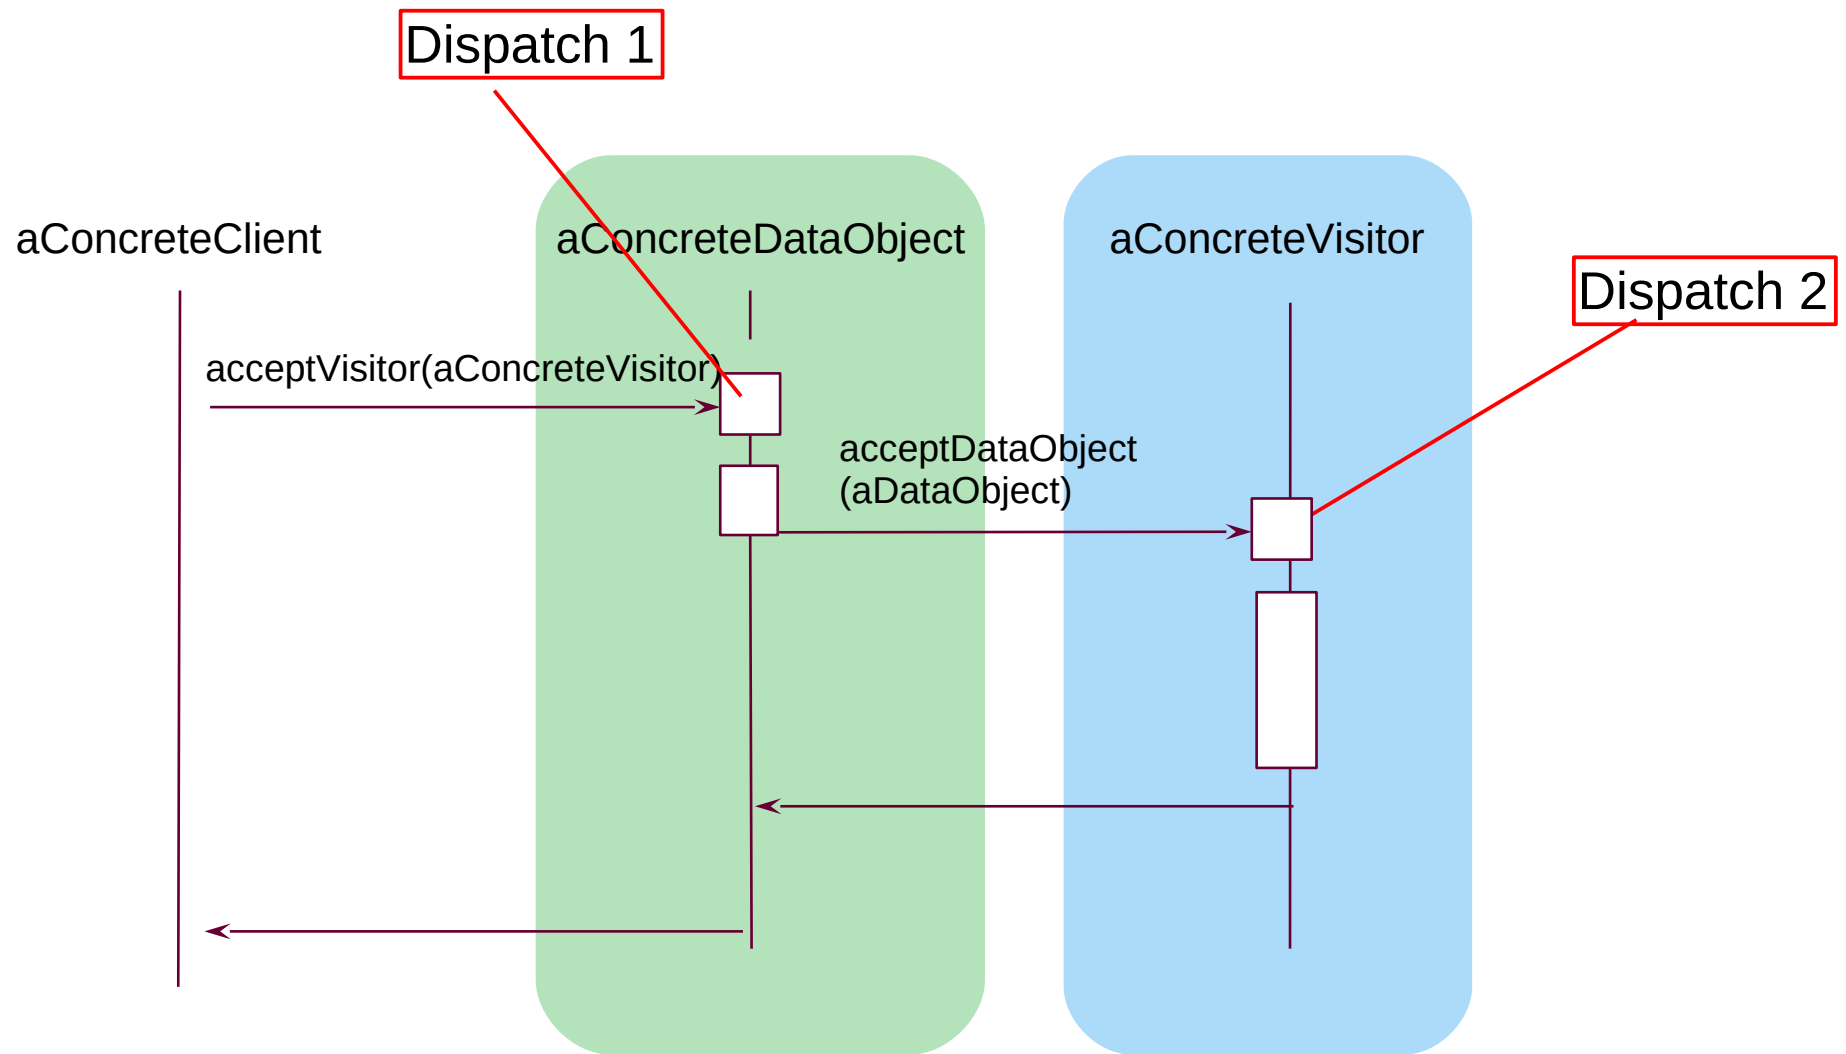 Dispatch 1
aConcreteClient
aConcreteDataObject
aConcreteVisitor
Dispatch 2
acceptVisitor(aConcreteVisitor)
acceptDataObject
(aDataObject)